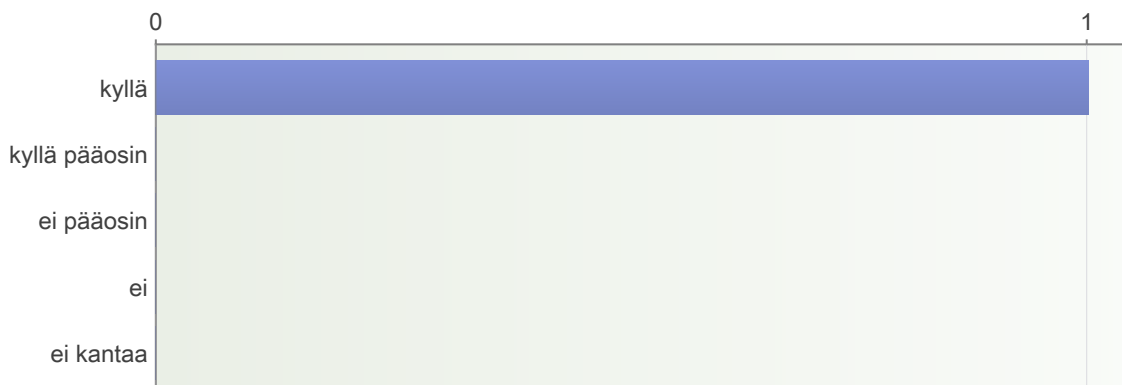 0 1
kyllä
kyllä pääosin
ei pääosin
ei
ei kantaa